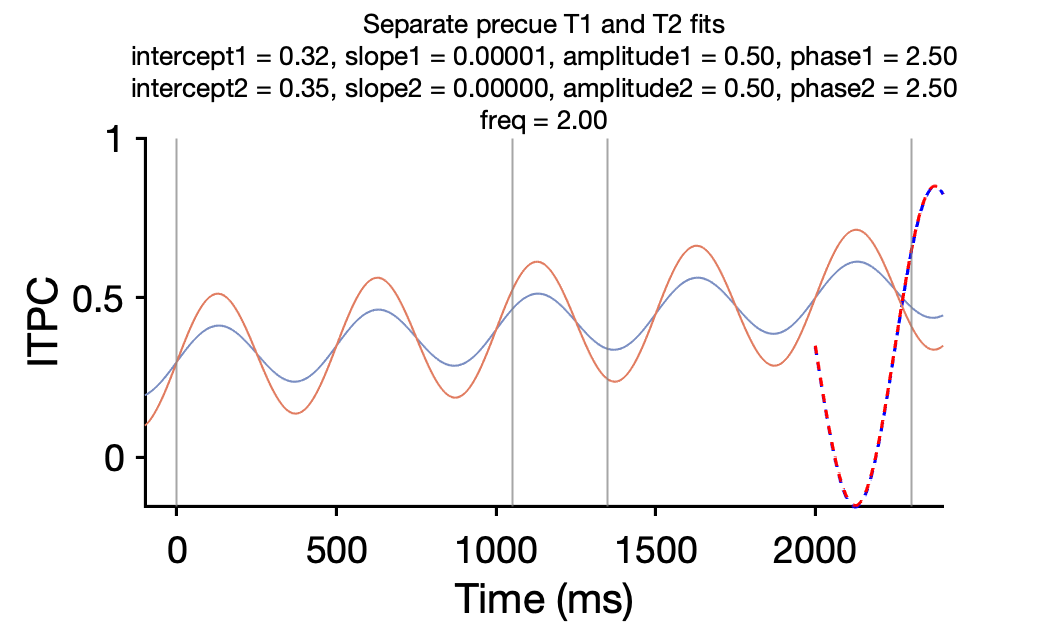 Separate precue T1 and T2 fits
intercept1 = 0.32, slope1 = 0.00001, amplitude1 = 0.50, phase1 = 2.50
intercept2 = 0.35, slope2 = 0.00000, amplitude2 = 0.50, phase2 = 2.50
freq = 2.00
1
0.5
0
ITPC
0 500 1000 1500 2000
Time (ms)